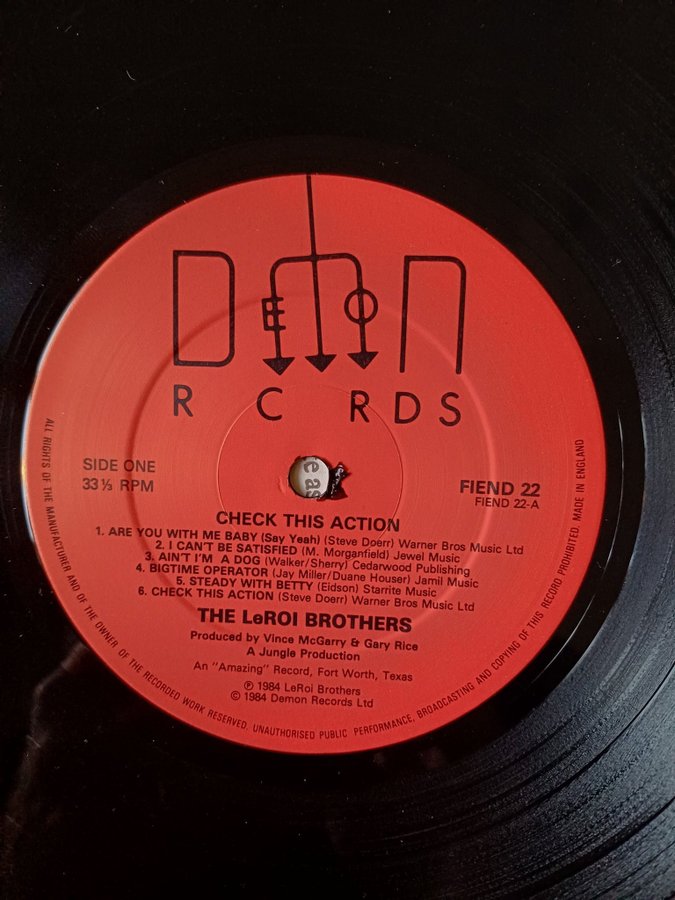 DEMON
RECORDS
SIDE ONE
33⅓ RPM
FIEND 22
FIEND 22-A
CHECK THIS ACTION
1. ARE YOU WITH ME BABY (Say Yeah) (Steve Doerr) Warner Bros Music Ltd
2. I CAN'T BE SATISFIED (M. Morganfield) Jewel Music
3. AIN'T I'M A DOG (Walker/Sherry) Cedarwood Publishing
4. BIGTIME OPERATOR (Jay Miller/Duane Houser) Jamil Music
5. STEADY WITH BETTY (Eidson) Starrite Music
6. CHECK THIS ACTION (Steve Doerr) Warner Bros Music Ltd
THE LeROI BROTHERS
Produced by Vince McGarry & Gary Rice
A Jungle Production
An "Amazing" Record, Fort Worth, Texas
℗ 1984 LeRoi Brothers
© 1984 Demon Records Ltd
ALL RIGHTS OF THE MANUFACTURER AND OF THE OWNER OF THE RECORDED WORK RESERVED. UNAUTHORISED PUBLIC PERFORMANCE, BROADCASTING AND COPYING OF THIS RECORD PROHIBITED. MADE IN ENGLAND